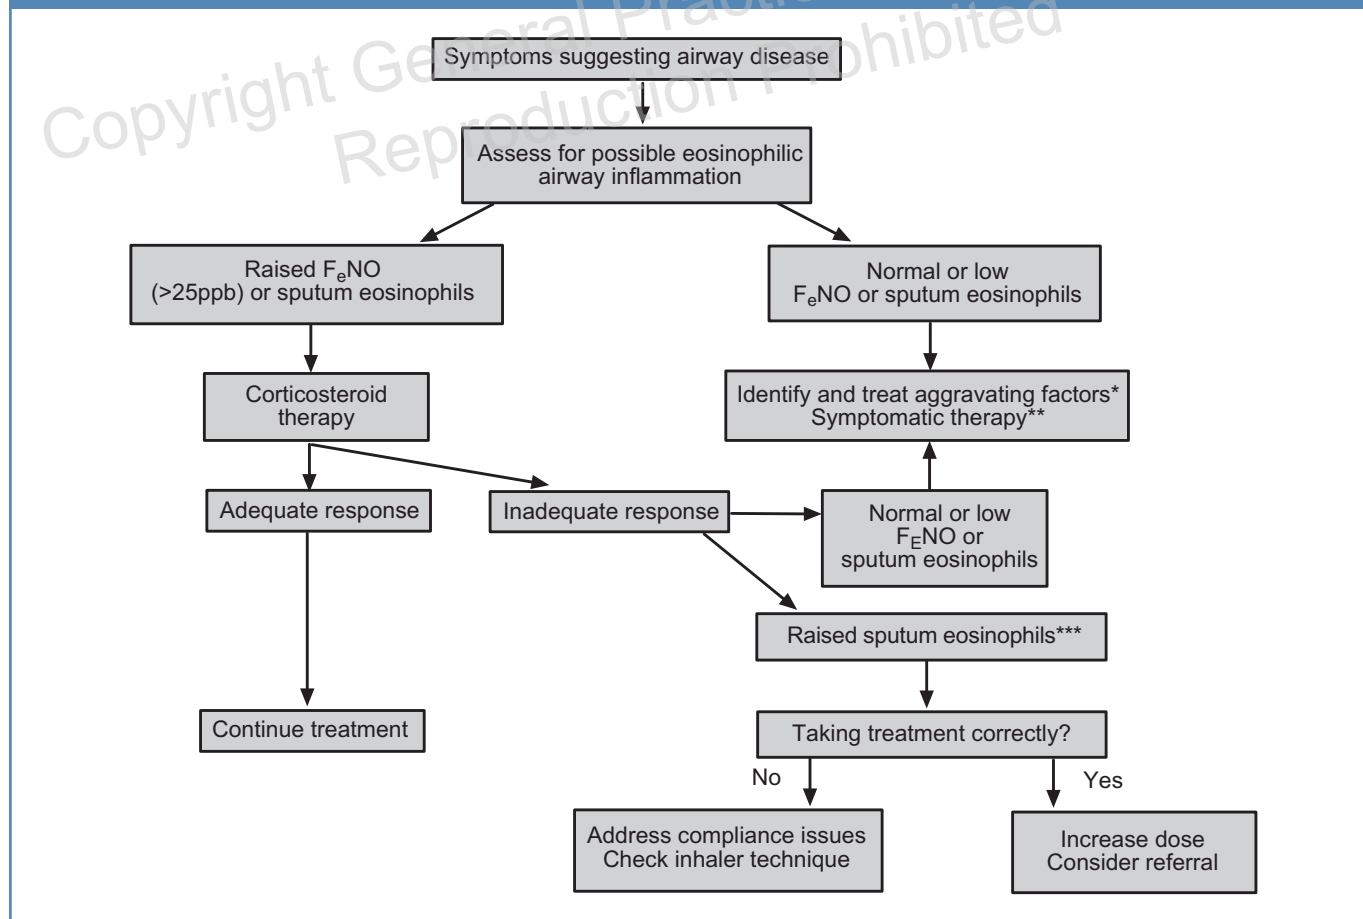 Copyright General Practi
Reproduction Prohibited
Symptoms suggesting airway disease
Assess for possible eosinophilic
airway inflammation
Raised FeNO
(>25ppb) or sputum eosinophils
Normal or low
FeNO or sputum eosinophils
Corticosteroid
therapy
Identify and treat aggravating factors*
Symptomatic therapy**
Adequate response
Inadequate response
Normal or low
FENO or
sputum eosinophils
Raised sputum eosinophils***
Continue treatment
Taking treatment correctly?
No
Yes
Address compliance issues
Check inhaler technique
Increase dose
Consider referral